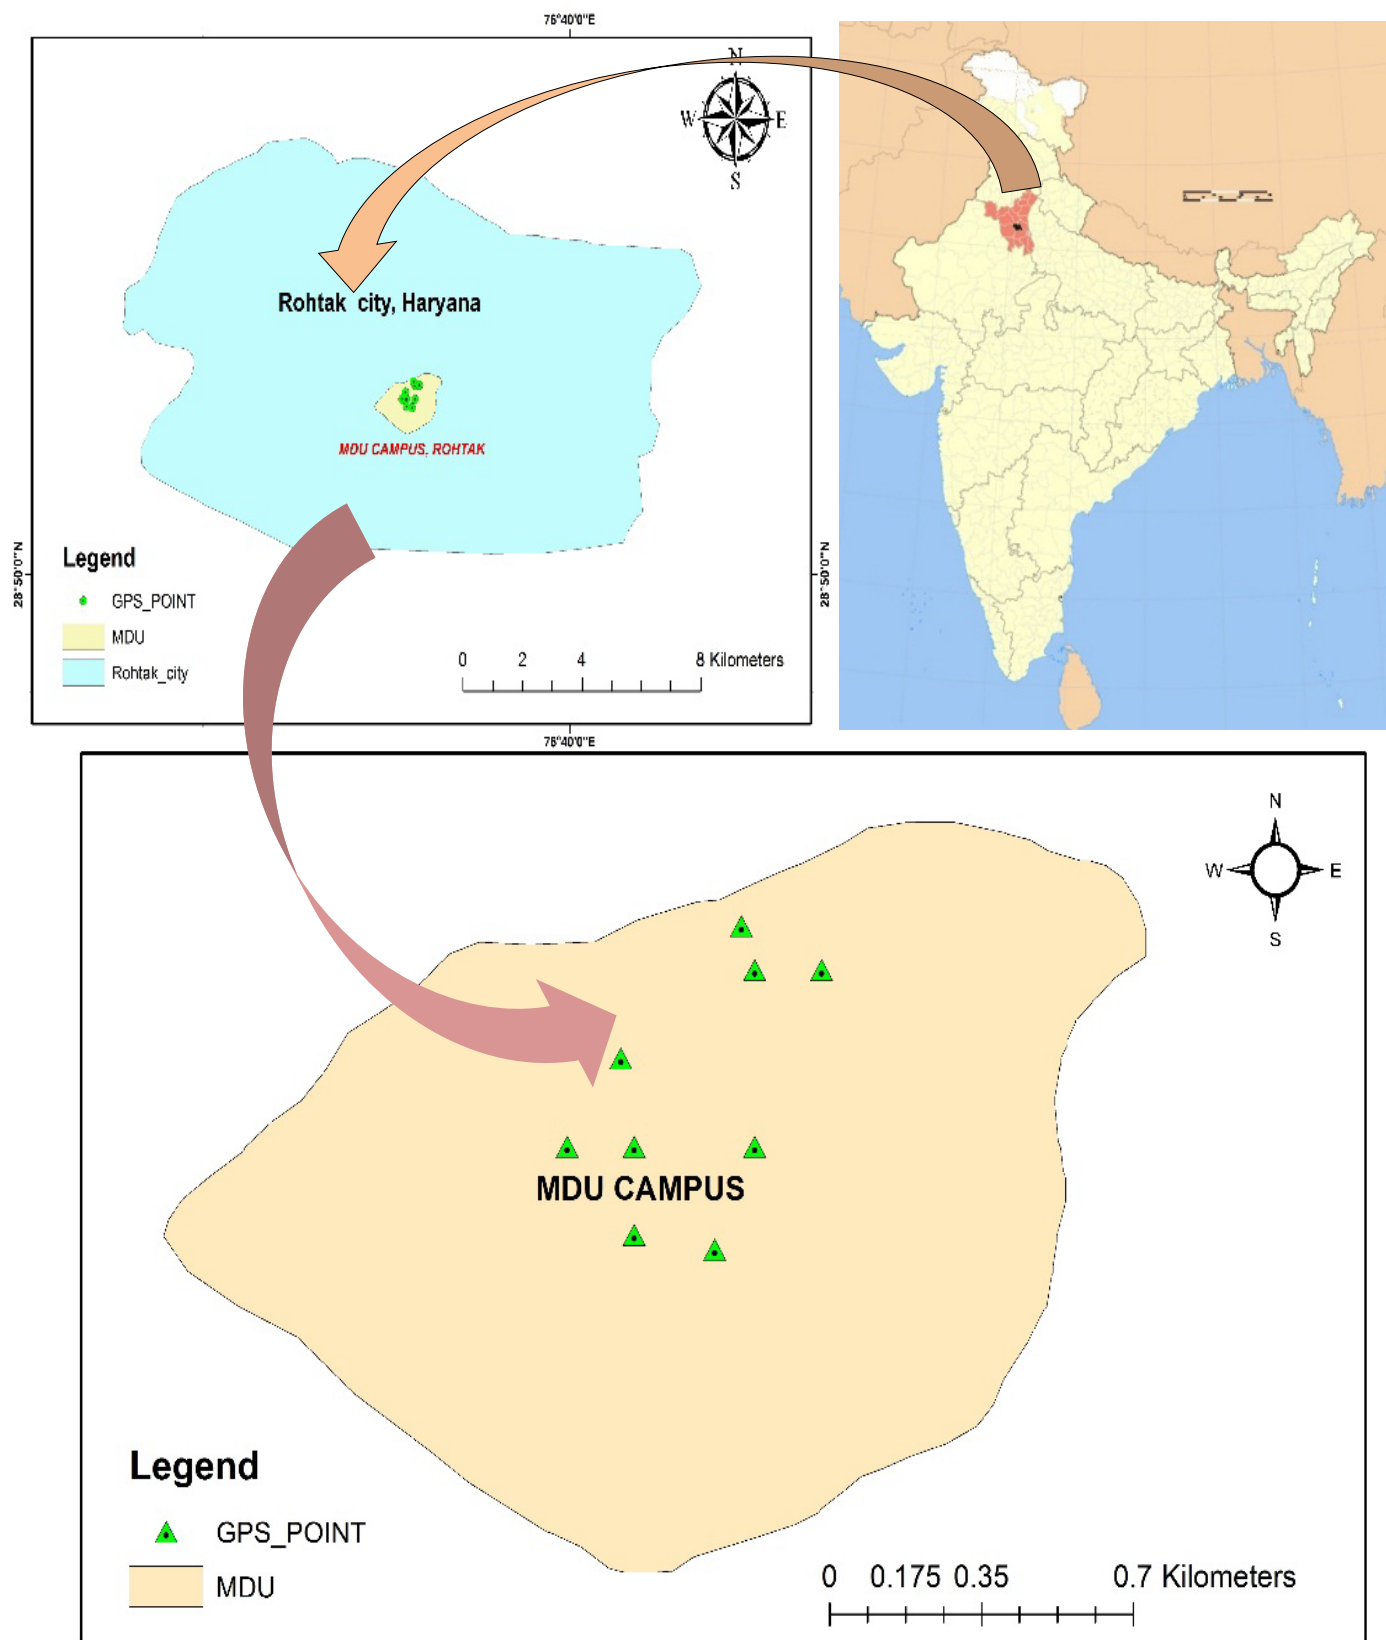 76°40'0"E
N
W E
S
Rohtak city, Haryana
MDU CAMPUS, ROHTAK
Legend
GPS_POINT
MDU
Rohtak_city
0 2 4 8 Kilometers
28°50'0"N
28°50'0"N
76°40'0"E
N
W E
S
MDU CAMPUS
Legend
GPS_POINT
MDU
0 0.175 0.35 0.7 Kilometers